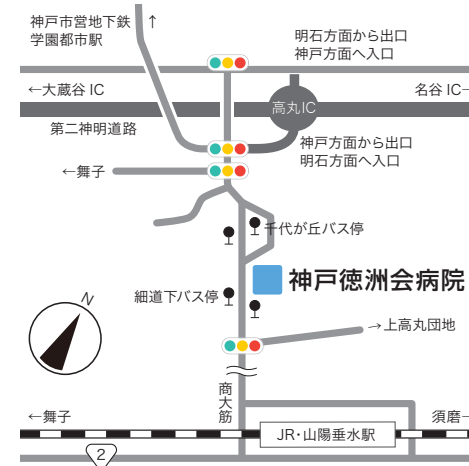 神戸市営地下鉄 ↑
学園都市駅
明石方面から出口
神戸方面へ入口
←大蔵谷 IC
名谷 IC→
高丸IC
第二神明道路
神戸方面から出口
明石方面へ入口
←舞子
千代が丘バス停
神戸徳洲会病院
細道下バス停
N
→上高丸団地
商大筋
←舞子
須磨→
JR・山陽垂水駅
2